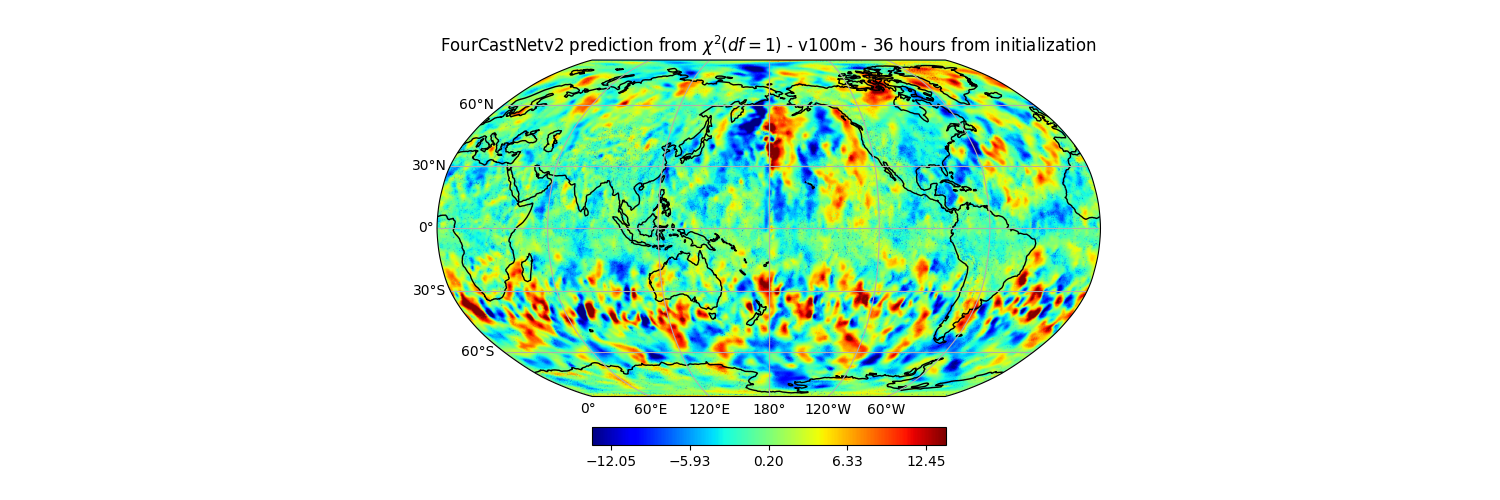 FourCastNetv2 prediction from χ²(df = 1) - v100m - 36 hours from initialization
60°N
30°N
0°
30°S
60°S
0° 60°E 120°E 180° 120°W 60°W
−12.05 −5.93 0.20 6.33 12.45